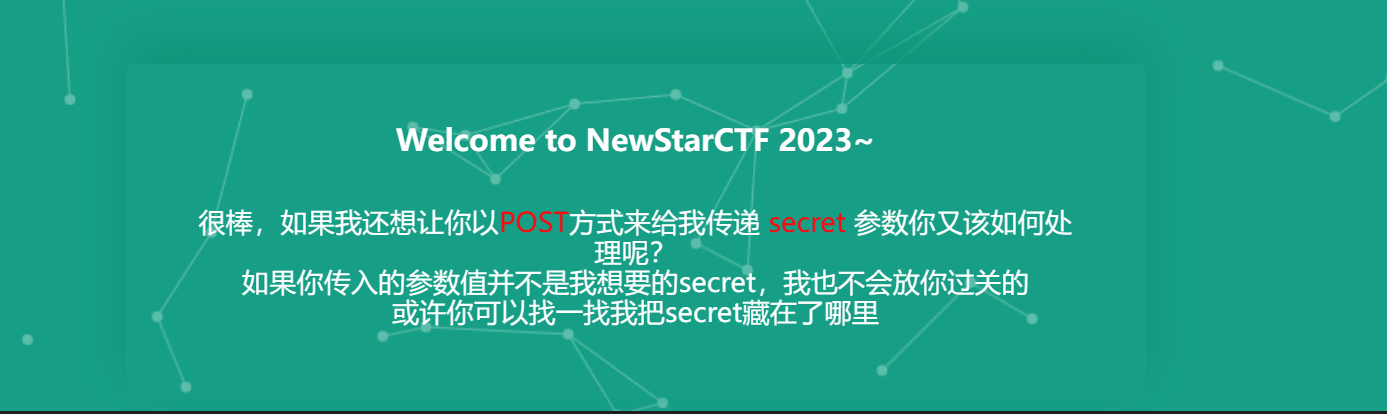 Welcome to NewStarCTF 2023~
很棒，如果我还想让你以POST方式来给我传递 secret 参数你又该如何处
理呢？
如果你传入的参数值并不是我想要的secret，我也不会放你过关的
或许你可以找一找我把secret藏在了哪里